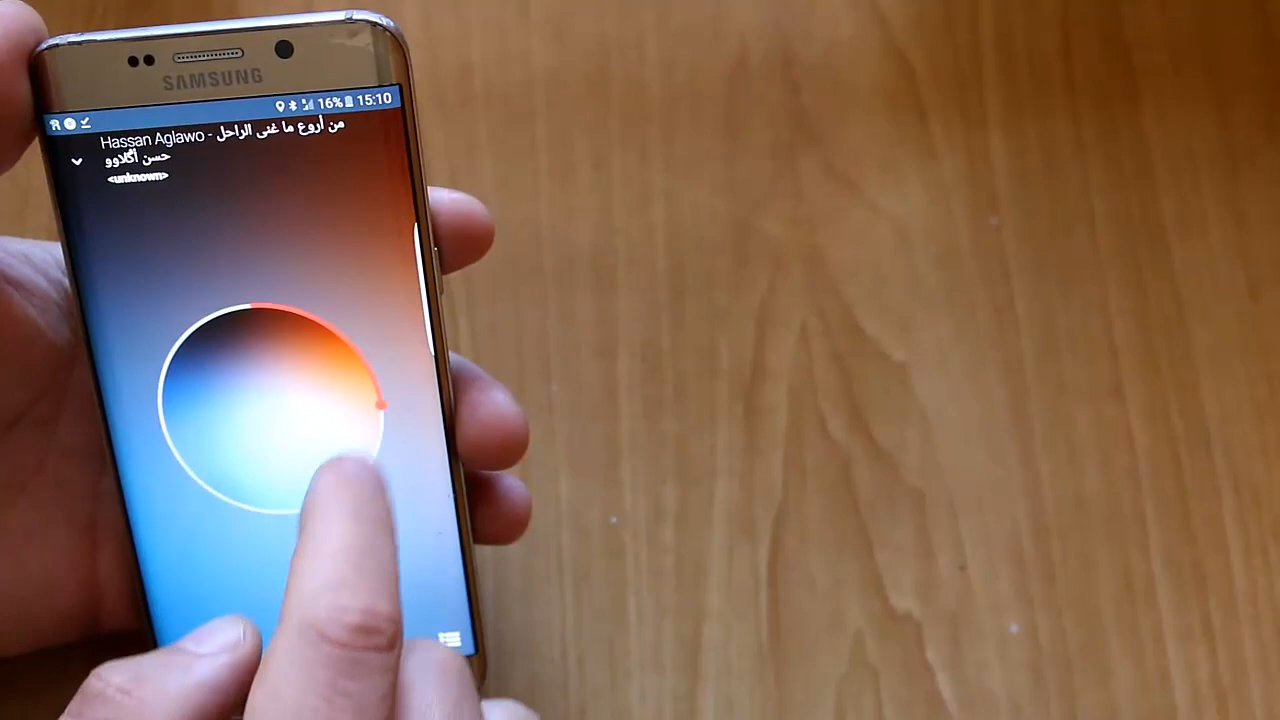 SAMSUNG
16% 15:10
Hassan Aglawo - من أروع ما غنى الراحل
حسن أگلاوو
<unknown>